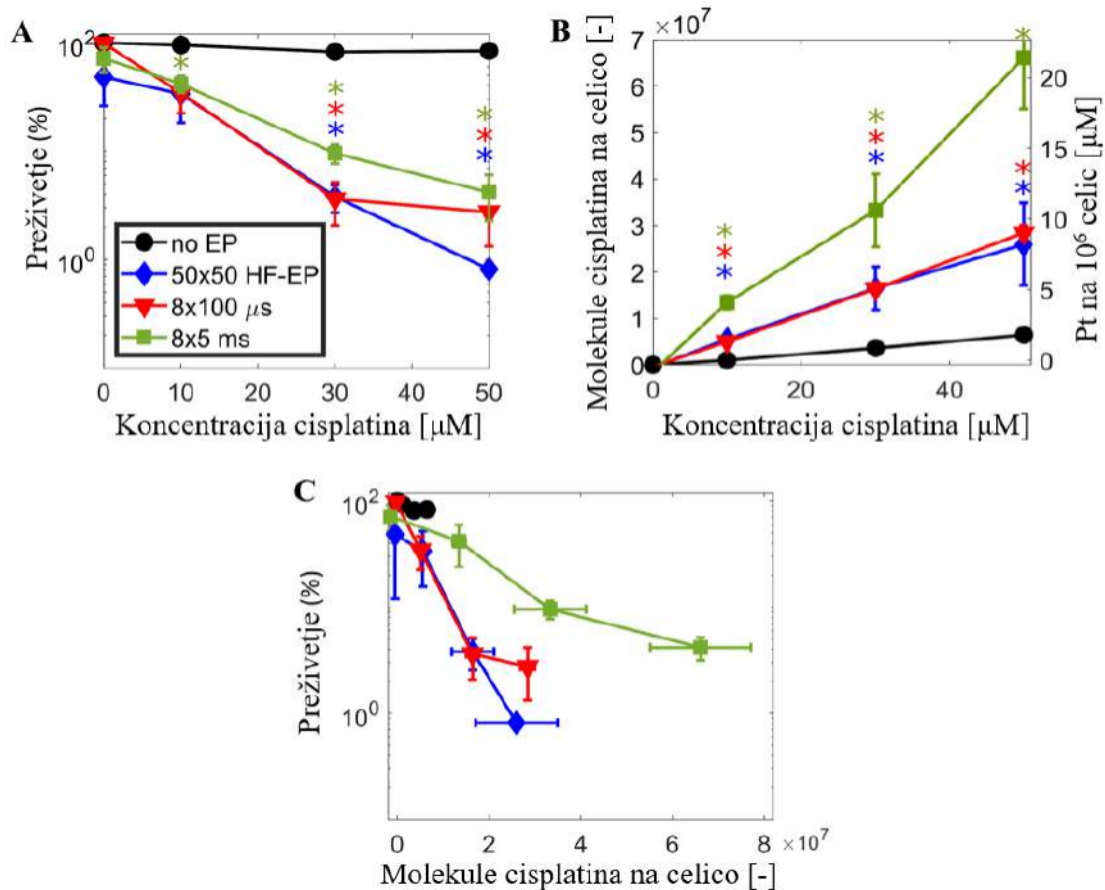 A
Preživetje (%)
10²
10⁰
no EP
50x50 HF-EP
8x100 μs
8x5 ms
0 10 20 30 40 50
Koncentracija cisplatina [μM]
B
×10⁷
Molekule cisplatina na celico [-]
7
6
5
4
3
2
1
0
0 20 40
Koncentracija cisplatina [μM]
20
15
10
5
0
Pt na 10⁶ celic [μM]
C
Preživetje (%)
10²
10⁰
0 2 4 6 8 ×10⁷
Molekule cisplatina na celico [-]